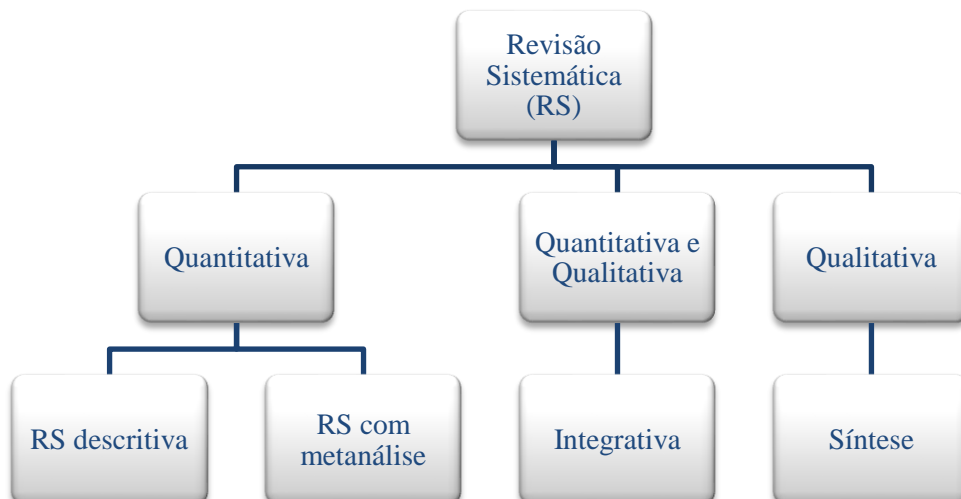 Revisão
Sistemática
(RS)
Quantitativa
Quantitativa e
Qualitativa
Qualitativa
RS descritiva
RS com
metanálise
Integrativa
Síntese